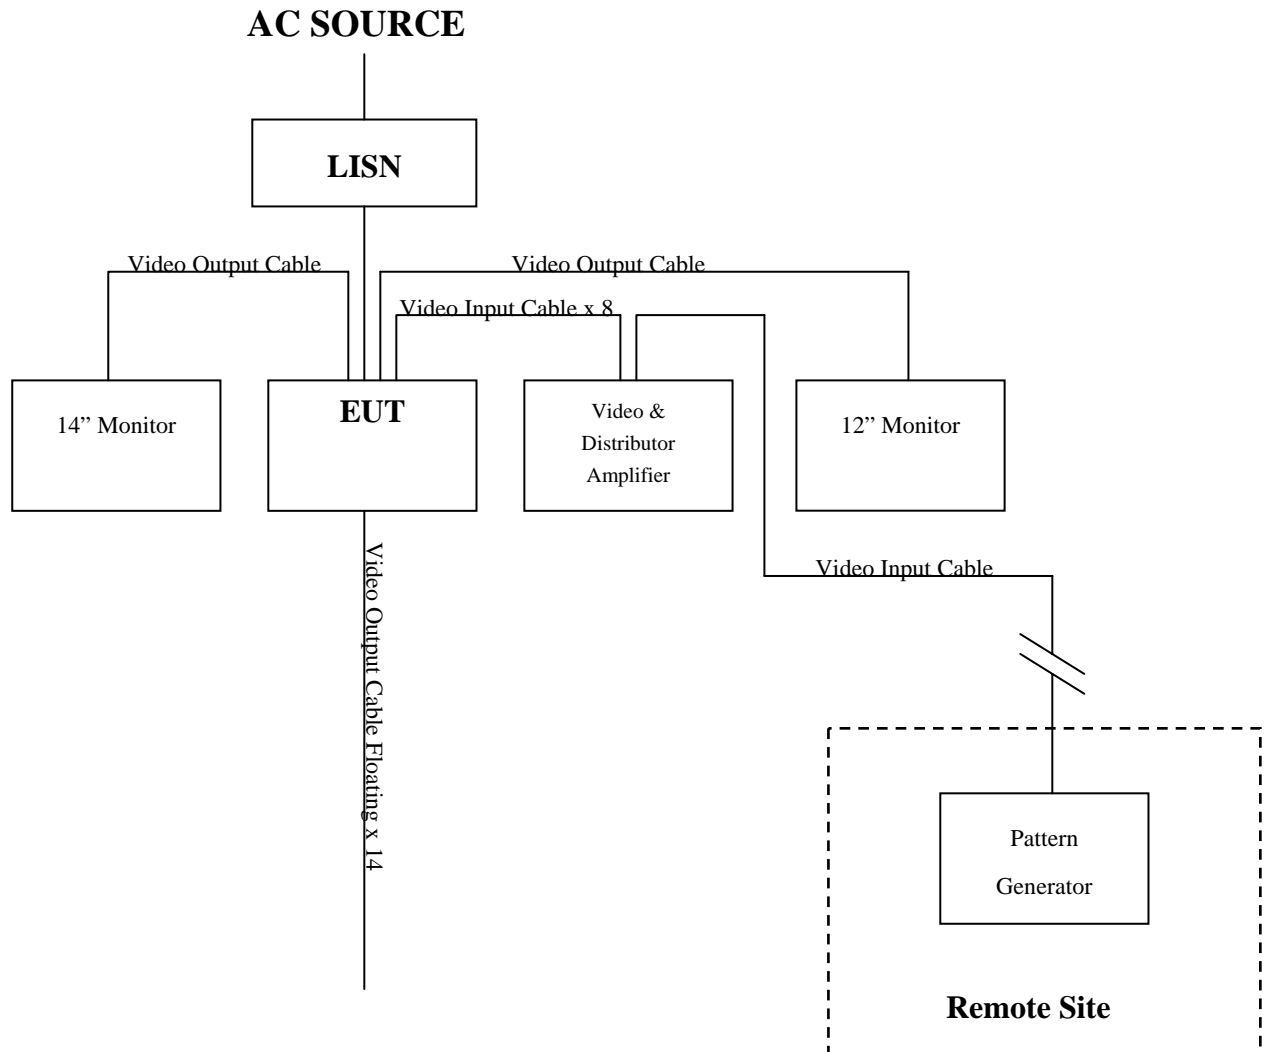 AC SOURCE
LISN
Video Output Cable
Video Output Cable
Video Input Cable x 8
14” Monitor
EUT
Video &
Distributor
Amplifier
12” Monitor
Video Output Cable Floating x 14
Video Input Cable
Pattern
Generator
Remote Site